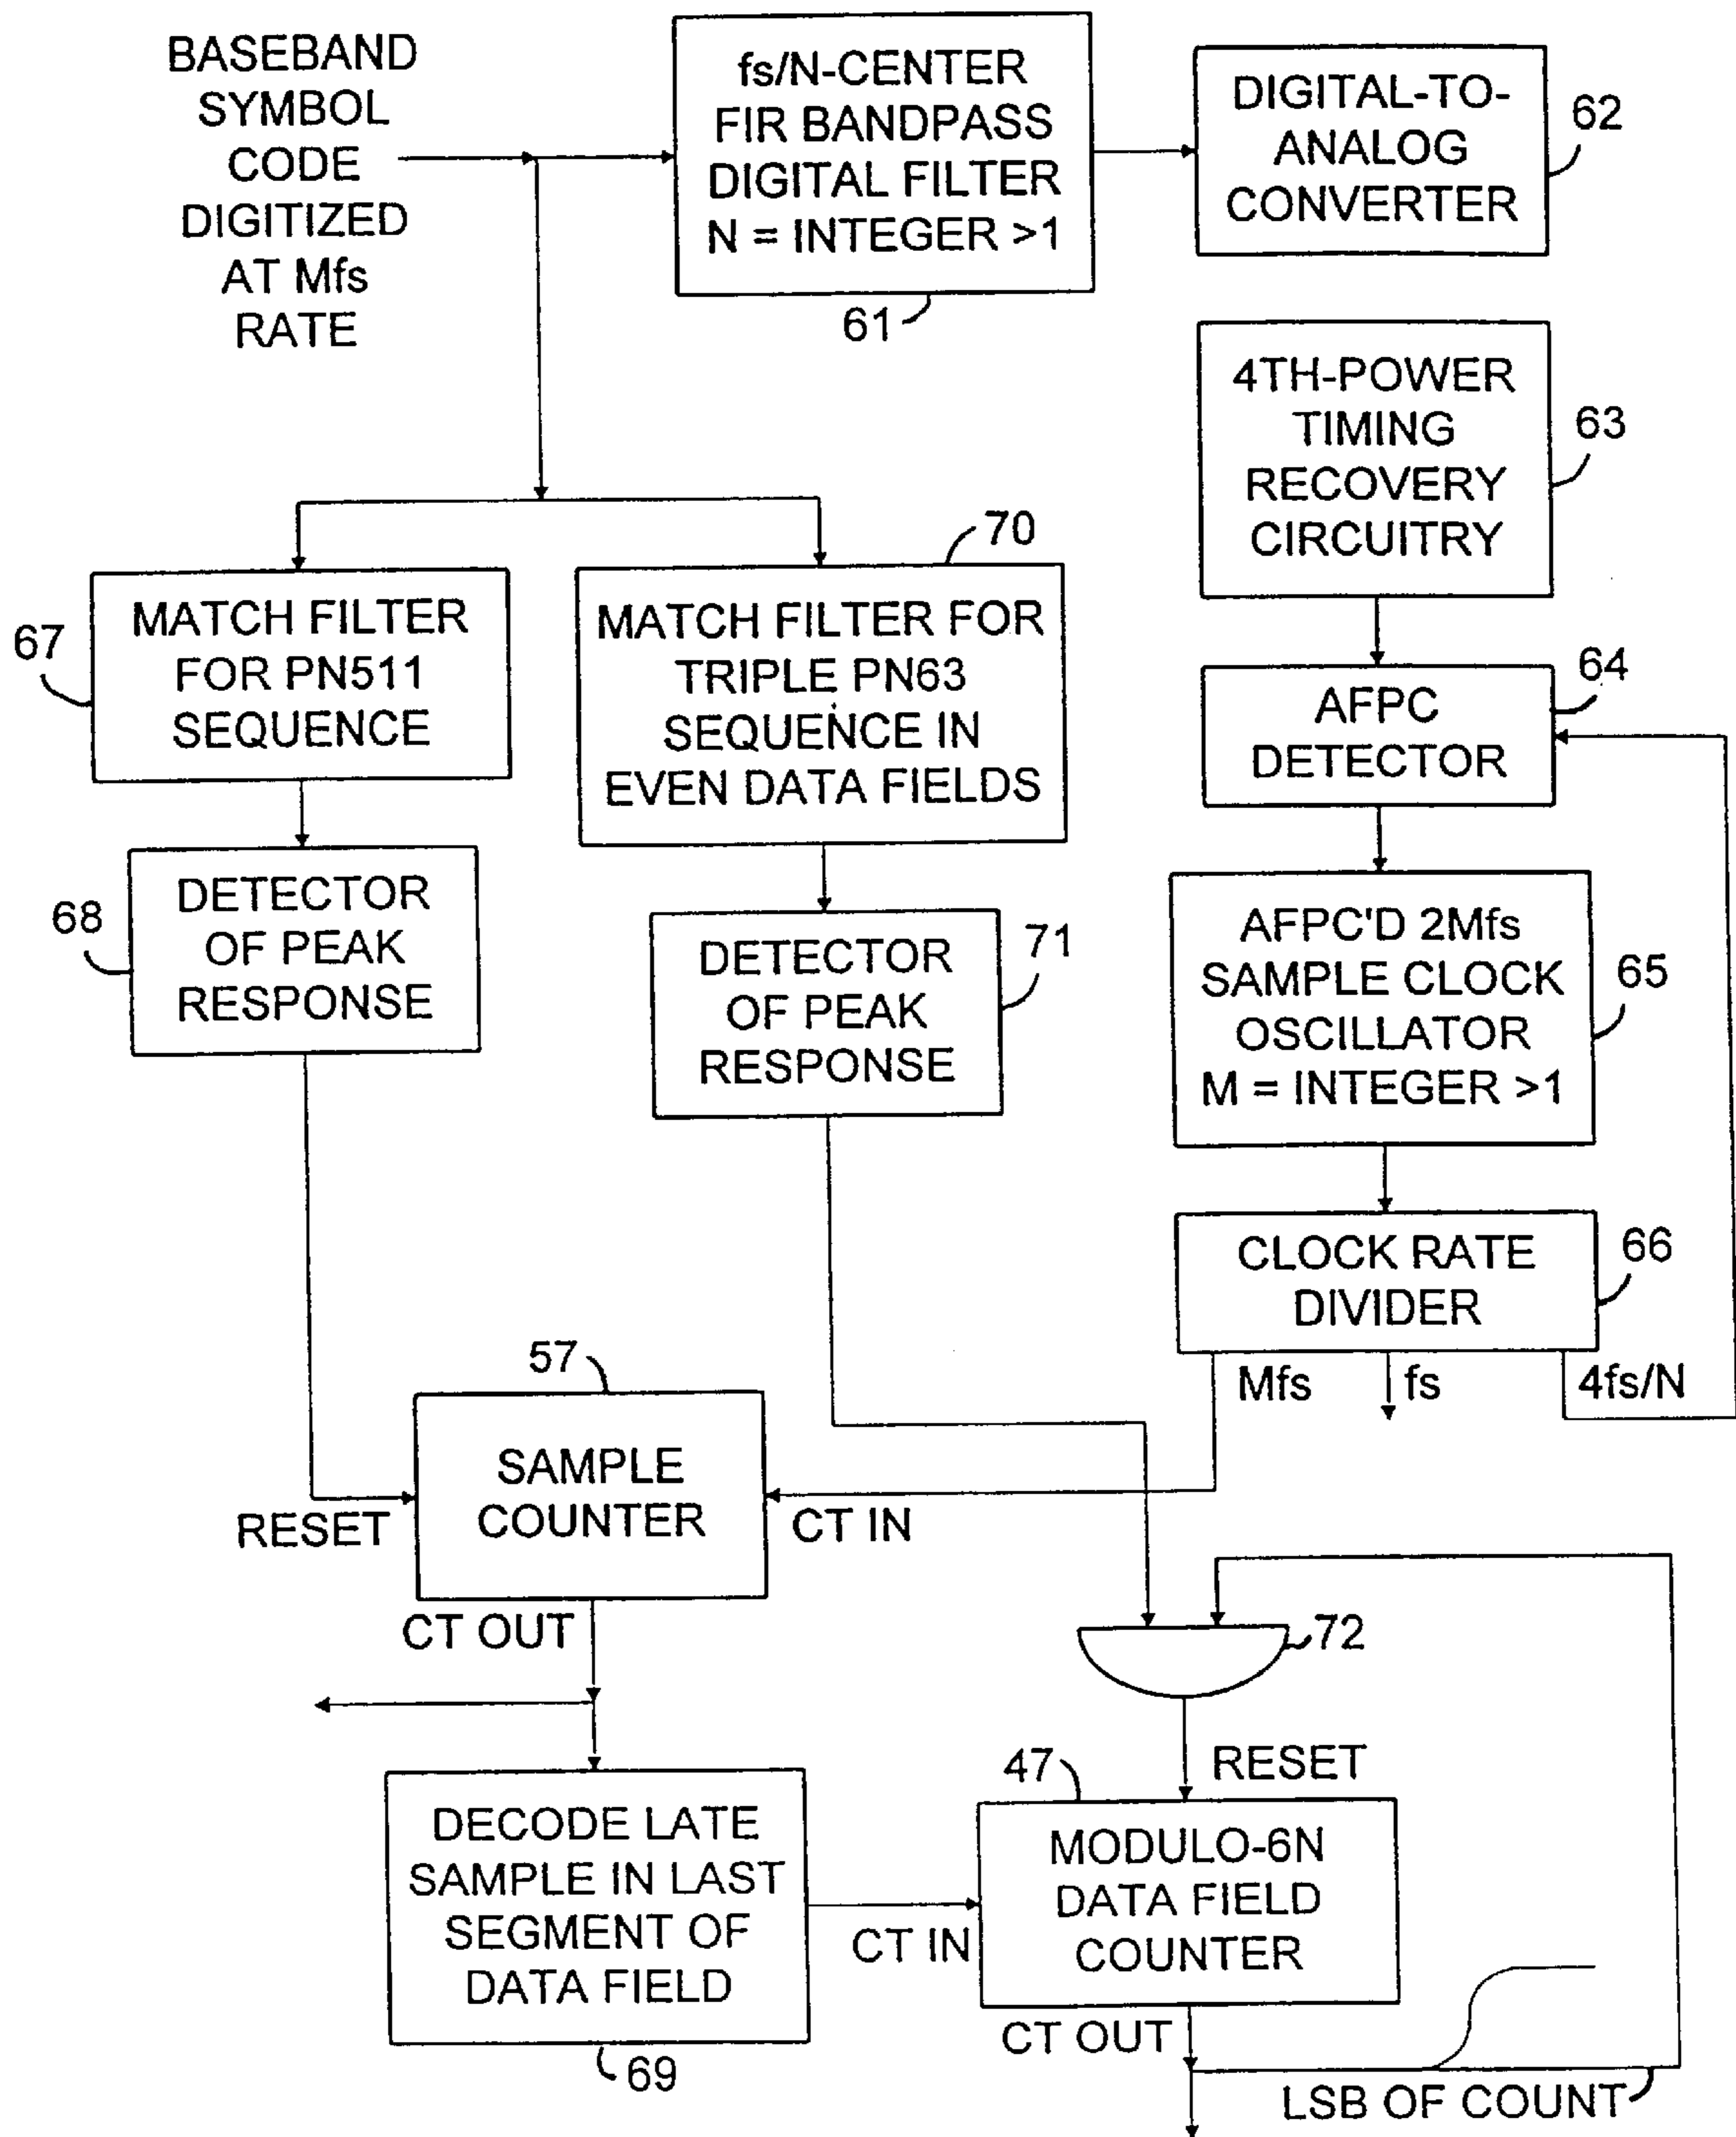 BASEBAND
SYMBOL
CODE
DIGITIZED
AT Mfs
RATE
fs/N-CENTER
FIR BANDPASS
DIGITAL FILTER
N = INTEGER >1
61
DIGITAL-TO-
ANALOG
CONVERTER
62
4TH-POWER
TIMING
RECOVERY
CIRCUITRY
63
67
MATCH FILTER
FOR PN511
SEQUENCE
70
MATCH FILTER FOR
TRIPLE PN63
SEQUENCE IN
EVEN DATA FIELDS
AFPC
DETECTOR
64
68
DETECTOR
OF PEAK
RESPONSE
DETECTOR
OF PEAK
RESPONSE
71
AFPC'D 2Mfs
SAMPLE CLOCK
OSCILLATOR
M = INTEGER >1
65
CLOCK RATE
DIVIDER
66
Mfs
fs
4fs/N
57
SAMPLE
COUNTER
RESET
CT IN
CT OUT
72
RESET
DECODE LATE
SAMPLE IN LAST
SEGMENT OF
DATA FIELD
69
CT IN
47
MODULO-6N
DATA FIELD
COUNTER
CT OUT
LSB OF COUNT